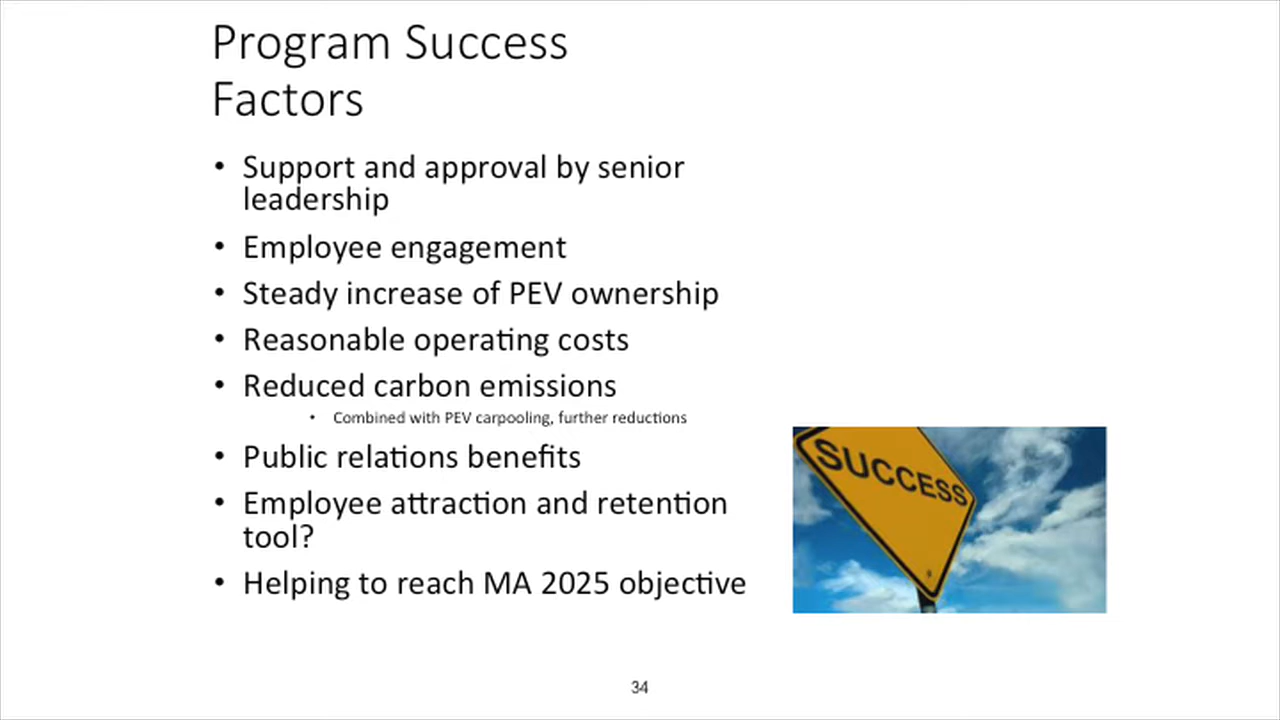 Program Success
Factors
• Support and approval by senior
leadership
• Employee engagement
• Steady increase of PEV ownership
• Reasonable operating costs
• Reduced carbon emissions
• Combined with PEV carpooling, further reductions
• Public relations benefits
• Employee attraction and retention
tool?
• Helping to reach MA 2025 objective
SUCCESS
34